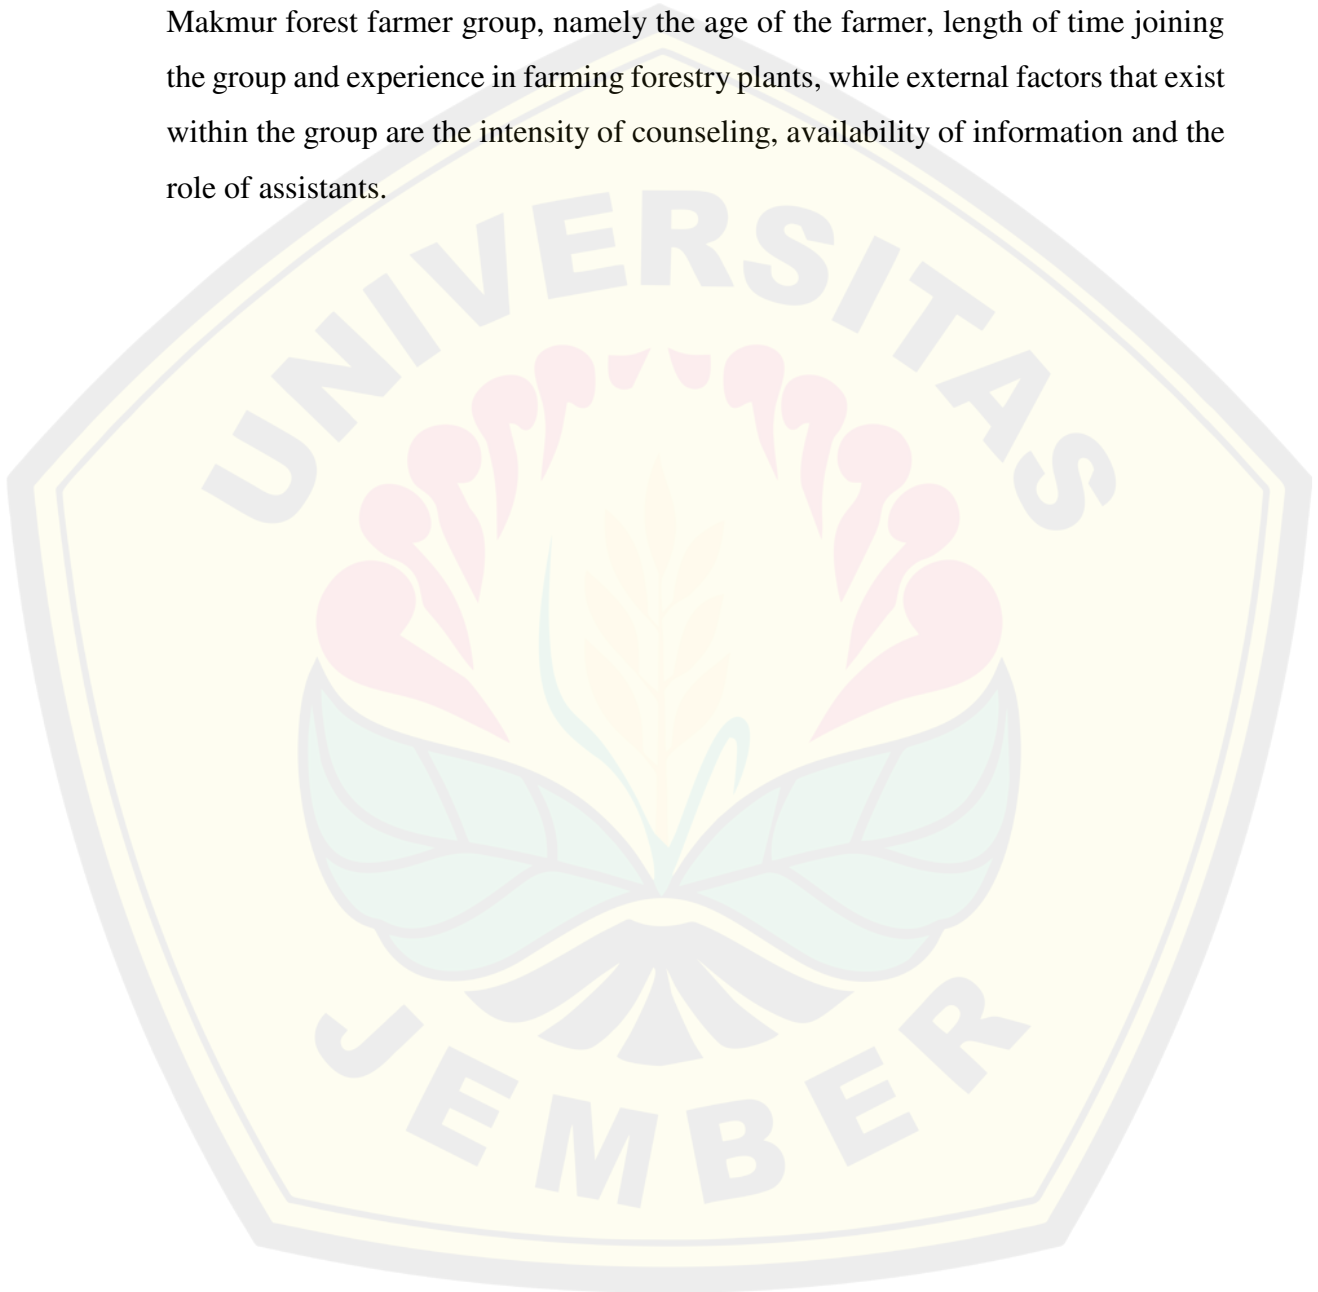 Makmur forest farmer group, namely the age of the farmer, length of time joining
the group and experience in farming forestry plants, while external factors that exist
within the group are the intensity of counseling, availability of information and the
role of assistants.
UNIVERSITAS
JEMBER